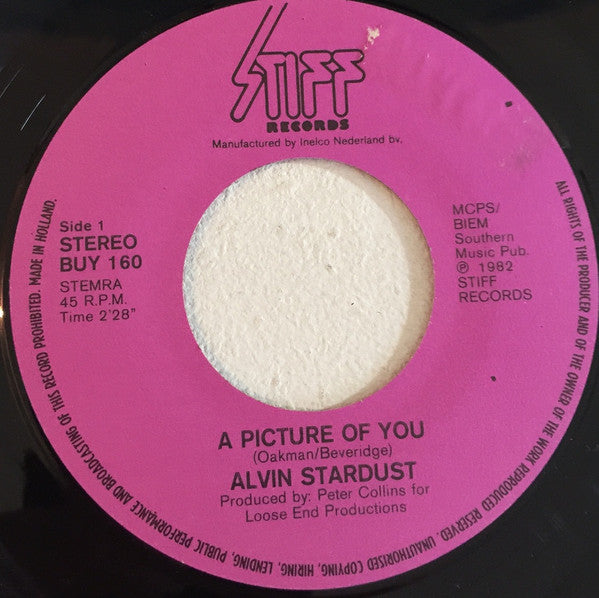 STIFF
RECORDS
Manufactured by Inelco Nederland bv.
Side 1
STEREO
BUY 160
STEMRA
45 R.P.M.
Time 2'28"
MCPS/
BIEM
Southern
Music Pub.
℗ 1982
STIFF
RECORDS
A PICTURE OF YOU
(Oakman/Beveridge)
ALVIN STARDUST
Produced by: Peter Collins for
Loose End Productions
ALL RIGHTS OF THE PRODUCER AND OF THE OWNER OF THE WORK REPRODUCED RESERVED. UNAUTHORISED COPYING, HIRING, LENDING, PUBLIC PERFORMANCE AND BROADCASTING OF THIS RECORD PROHIBITED. MADE IN HOLLAND.